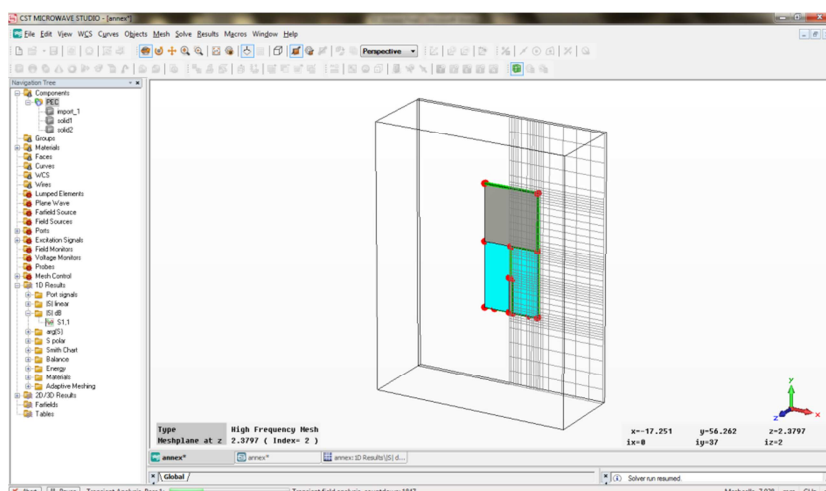 CST MICROWAVE STUDIO - [annex*]
File Edit View WCS Curves Objects Mesh Solve Results Macros Window Help
Perspective
Navigation Tree
Components
PEC
import_1
solid1
solid2
Groups
Materials
Faces
Curves
WCS
Wires
Lumped Elements
Plane Wave
Farfield Source
Field Sources
Ports
Excitation Signals
Field Monitors
Voltage Monitors
Probes
Mesh Control
1D Results
Port signals
|S| linear
|S| dB
S1,1
arg(S)
S polar
Smith Chart
Balance
Energy
Materials
Adaptive Meshing
2D/3D Results
Farfields
Tables
y
x
z
Type High Frequency Mesh
Meshplane at z 2.3797 ( Index= 2 )
x=-17.251 y=56.262 z=2.3797
ix=0 iy=37 iz=2
annex* annex* annex: 1D Results\|S| d...
Global
Solver run resumed.